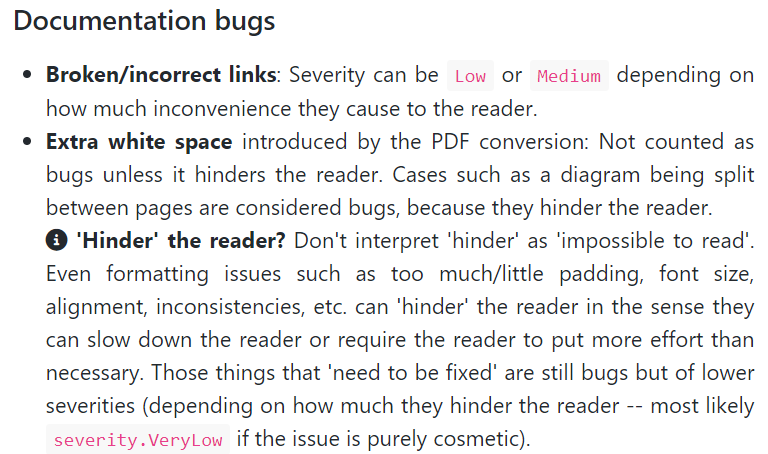 Documentation bugs
• Broken/incorrect links: Severity can be Low or Medium depending on
how much inconvenience they cause to the reader.
• Extra white space introduced by the PDF conversion: Not counted as
bugs unless it hinders the reader. Cases such as a diagram being split
between pages are considered bugs, because they hinder the reader.
'Hinder' the reader? Don't interpret 'hinder' as 'impossible to read'.
Even formatting issues such as too much/little padding, font size,
alignment, inconsistencies, etc. can 'hinder' the reader in the sense they
can slow down the reader or require the reader to put more effort than
necessary. Those things that 'need to be fixed' are still bugs but of lower
severities (depending on how much they hinder the reader -- most likely
severity.VeryLow if the issue is purely cosmetic).